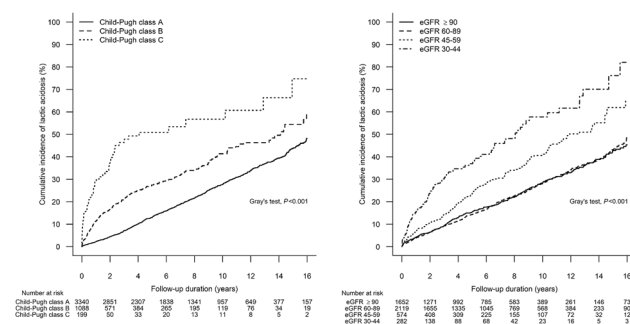 Child-Pugh class A
Child-Pugh class B
Child-Pugh class C
Cumulative incidence of lactic acidosis (%)
100
90
80
70
60
50
40
30
20
10
0
Gray's test, P<0.001
0 2 4 6 8 10 12 14 16
Follow-up duration (years)
Number at risk
Child-Pugh class A 3340 2851 2307 1838 1341 957 649 377 157
Child-Pugh class B 1088 571 384 265 195 119 76 34 19
Child-Pugh class C 199 50 33 20 13 11 8 5 2
eGFR ≥ 90
eGFR 60-89
eGFR 45-59
eGFR 30-44
Cumulative incidence of lactic acidosis (%)
100
90
80
70
60
50
40
30
20
10
0
Gray's test, P<0.001
0 2 4 6 8 10 12 14 16
Follow-up duration (years)
Number at risk
eGFR ≥ 90 1652 1271 992 785 583 389 261 146 73
eGFR 60-89 2119 1655 1335 1045 769 568 384 233 90
eGFR 45-59 574 408 309 225 155 107 72 32 12
eGFR 30-44 282 138 88 68 42 23 16 5 3